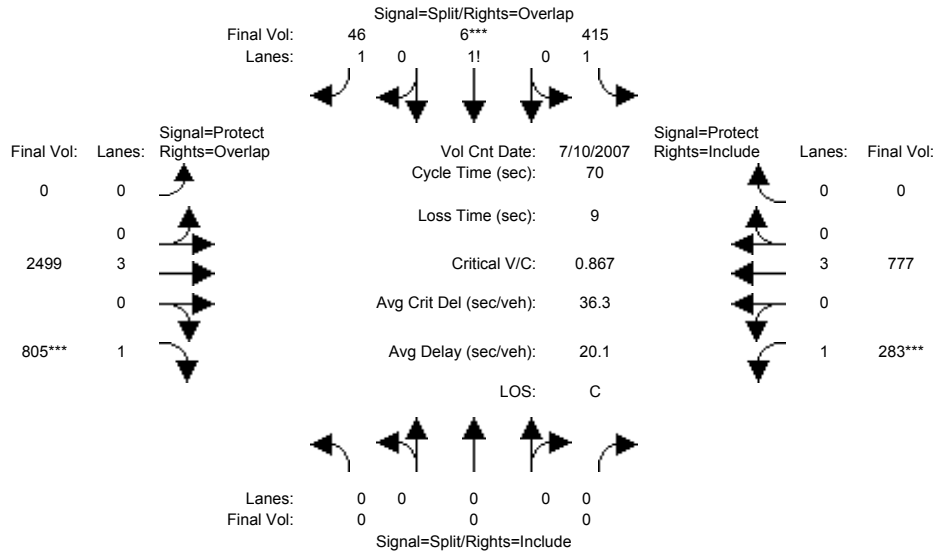 Signal=Split/Rights=Overlap
Final Vol: 46 6*** 415
Lanes: 1 0 1! 0 1
Signal=Protect
Final Vol: Lanes: Rights=Overlap
Vol Cnt Date: 7/10/2007
Signal=Protect
Rights=Include Lanes: Final Vol:
Cycle Time (sec): 70
0 0
0 0
Loss Time (sec): 9
0
0
2499 3
Critical V/C: 0.867
3 777
0
Avg Crit Del (sec/veh): 36.3
0
805*** 1
Avg Delay (sec/veh): 20.1
1 283***
LOS: C
Lanes: 0 0 0 0 0
Final Vol: 0 0 0
Signal=Split/Rights=Include